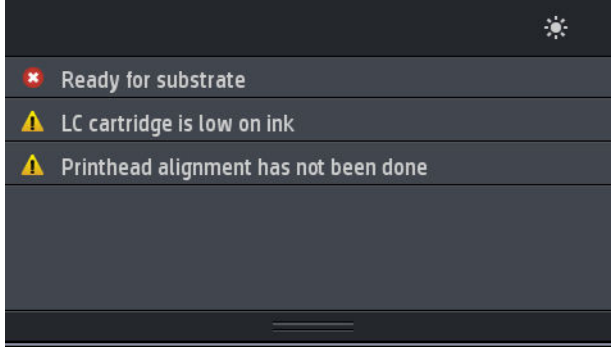 Ready for substrate
LC cartridge is low on ink
Printhead alignment has not been done